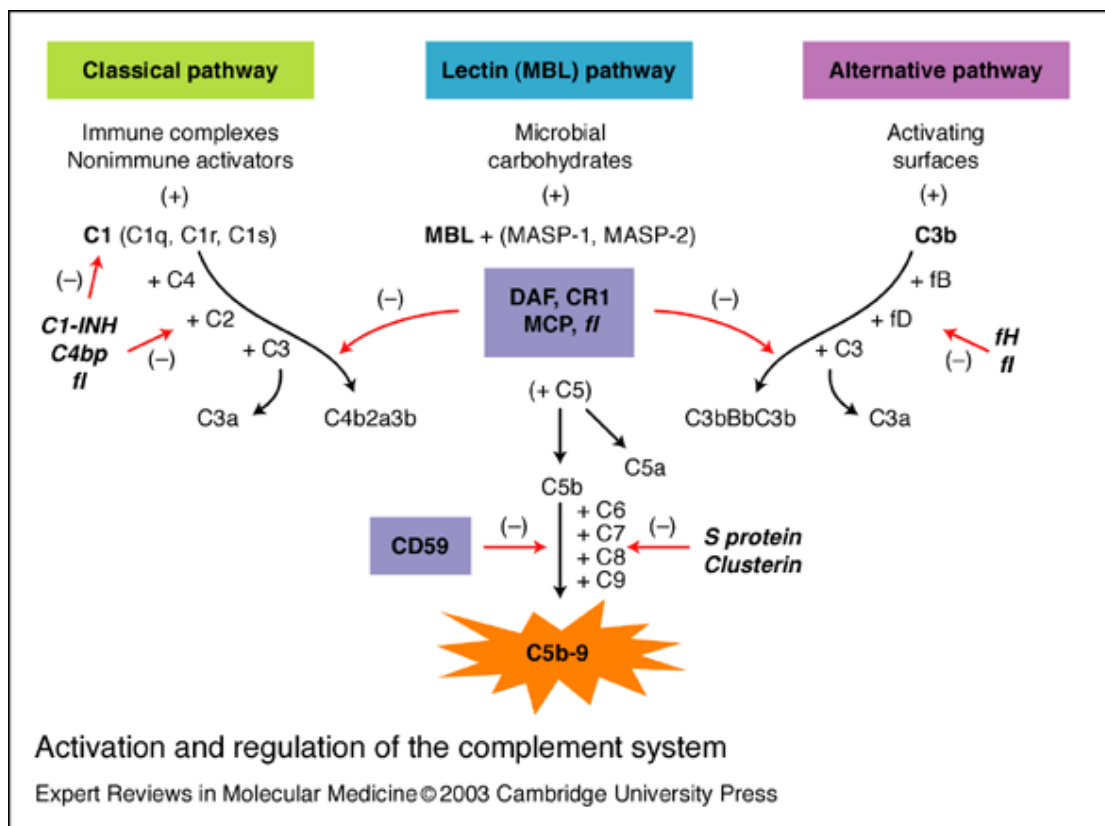 Classical pathway
Lectin (MBL) pathway
Alternative pathway
Immune complexes
Nonimmune activators
Microbial
carbohydrates
Activating
surfaces
(+)
(+)
(+)
C1 (C1q, C1r, C1s)
MBL + (MASP-1, MASP-2)
C3b
(–)
+ C4
+ C2
+ C3
C1-INH
C4bp
fI
(–)
(–)
DAF, CR1
MCP, fI
(–)
+ fB
+ fD
+ C3
fH
fI
(–)
C3a
C4b2a3b
(+ C5)
C3bBbC3b
C3a
C5a
C5b
CD59
(–)
+ C6
+ C7
+ C8
+ C9
(–)
S protein
Clusterin
C5b-9
Activation and regulation of the complement system
Expert Reviews in Molecular Medicine©2003 Cambridge University Press